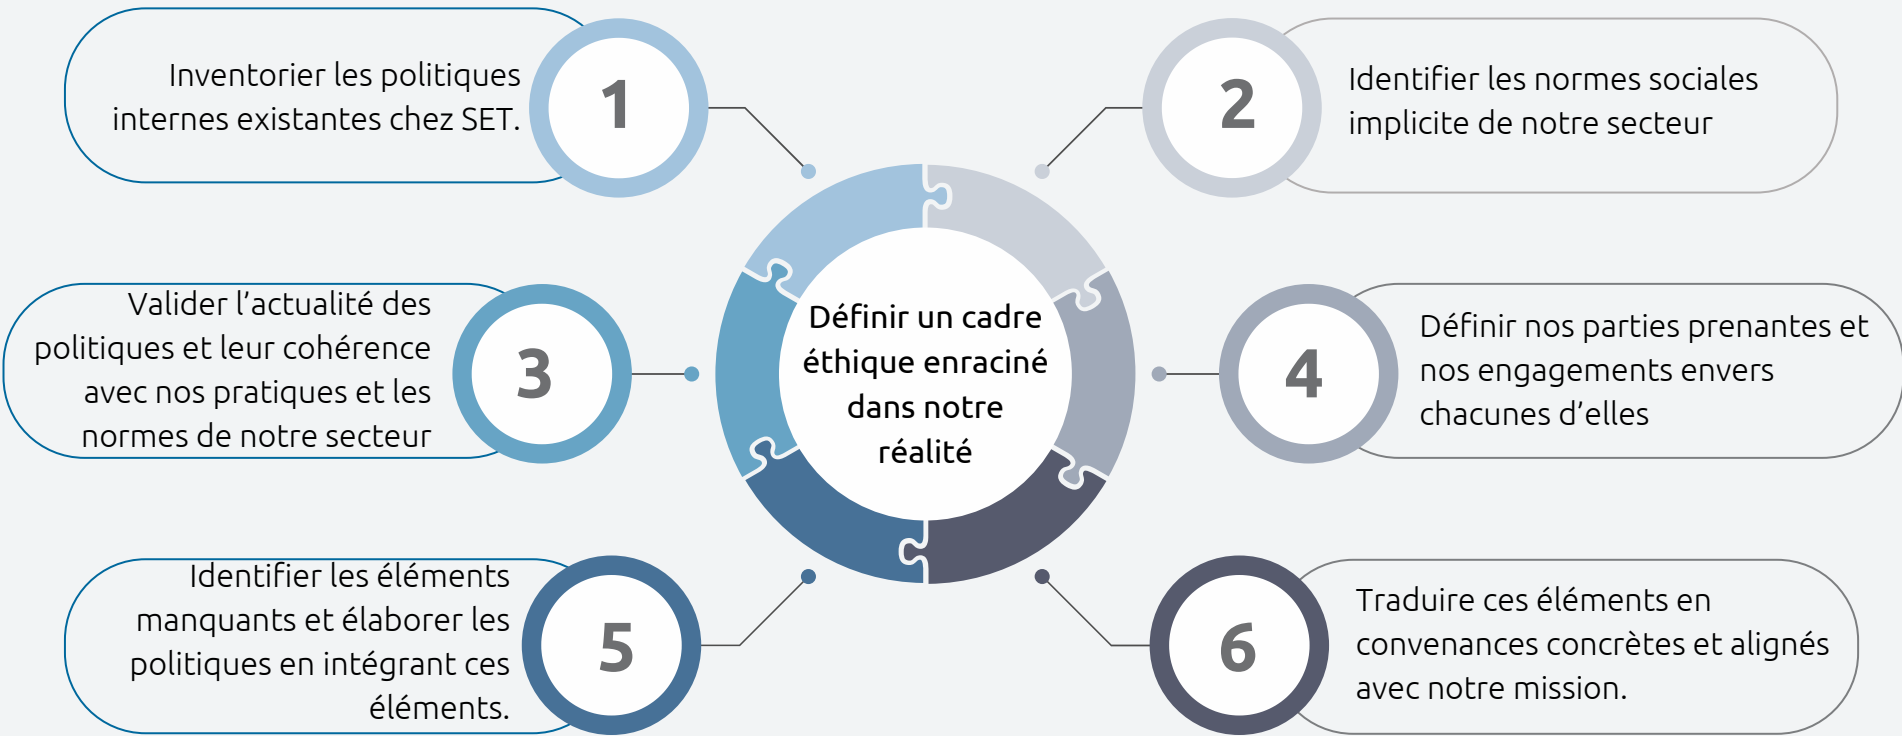 1
Inventorier les politiques
internes existantes chez SET.
2
Identifier les normes sociales
implicite de notre secteur
3
Valider l’actualité des
politiques et leur cohérence
avec nos pratiques et les
normes de notre secteur
Définir un cadre
éthique enraciné
dans notre
réalité
4
Définir nos parties prenantes et
nos engagements envers
chacunes d’elles
5
Identifier les éléments
manquants et élaborer les
politiques en intégrant ces
éléments.
6
Traduire ces éléments en
convenances concrètes et alignés
avec notre mission.